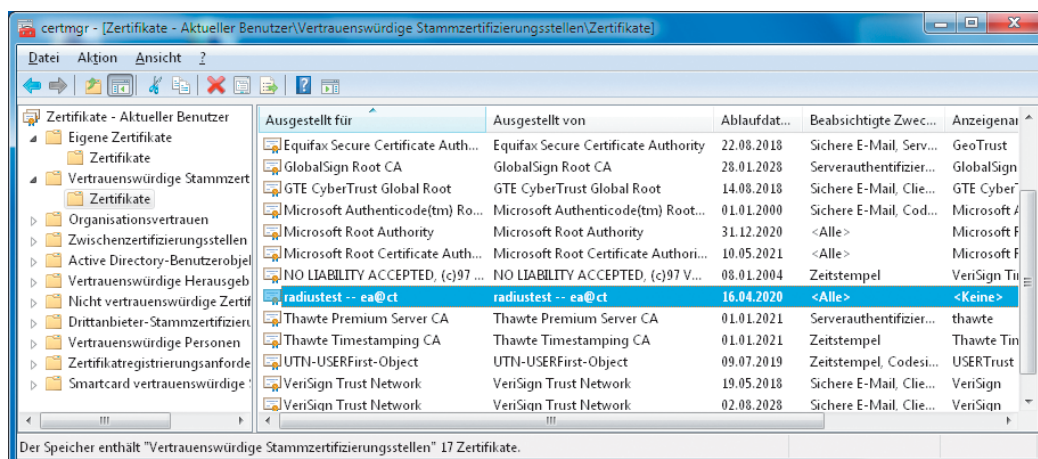 certmgr - [Zertifikate - Aktueller Benutzer\Vertrauenswürdige Stammzertifizierungsstellen\Zertifikate]
Datei Aktion Ansicht ?
Zertifikate - Aktueller Benutzer
Eigene Zertifikate
Zertifikate
Vertrauenswürdige Stammzert
Zertifikate
Organisationsvertrauen
Zwischenzertifizierungsstellen
Active Directory-Benutzerobjel
Vertrauenswürdige Herausgeb
Nicht vertrauenswürdige Zertif
Drittanbieter-Stammzertifizieru
Vertrauenswürdige Personen
Zertifikatregistrierungsanforde
Smartcard vertrauenswürdige
Ausgestellt für Ausgestellt von Ablaufdat... Beabsichtigte Zwec... Anzeigenar
Equifax Secure Certificate Auth... Equifax Secure Certificate Authority 22.08.2018 Sichere E-Mail, Serv... GeoTrust
GlobalSign Root CA GlobalSign Root CA 28.01.2028 Serverauthentifizier... GlobalSign
GTE CyberTrust Global Root GTE CyberTrust Global Root 14.08.2018 Sichere E-Mail, Clie... GTE Cyber
Microsoft Authenticode(tm) Ro... Microsoft Authenticode(tm) Root... 01.01.2000 Sichere E-Mail, Cod... Microsoft A
Microsoft Root Authority Microsoft Root Authority 31.12.2020 <Alle> Microsoft R
Microsoft Root Certificate Auth... Microsoft Root Certificate Authori... 10.05.2021 <Alle> Microsoft R
NO LIABILITY ACCEPTED, (c)97 ... NO LIABILITY ACCEPTED, (c)97 V... 08.01.2004 Zeitstempel VeriSign Tir
radiustest -- ea@ct radiustest -- ea@ct 16.04.2020 <Alle> <Keine>
Thawte Premium Server CA Thawte Premium Server CA 01.01.2021 Serverauthentifizier... thawte
Thawte Timestamping CA Thawte Timestamping CA 01.01.2021 Zeitstempel Thawte Tin
UTN-USERFirst-Object UTN-USERFirst-Object 09.07.2019 Zeitstempel, Codesi... USERTrust
VeriSign Trust Network VeriSign Trust Network 19.05.2018 Sichere E-Mail, Clie... VeriSign
VeriSign Trust Network VeriSign Trust Network 02.08.2028 Sichere E-Mail, Clie... VeriSign
Der Speicher enthält "Vertrauenswürdige Stammzertifizierungsstellen" 17 Zertifikate.